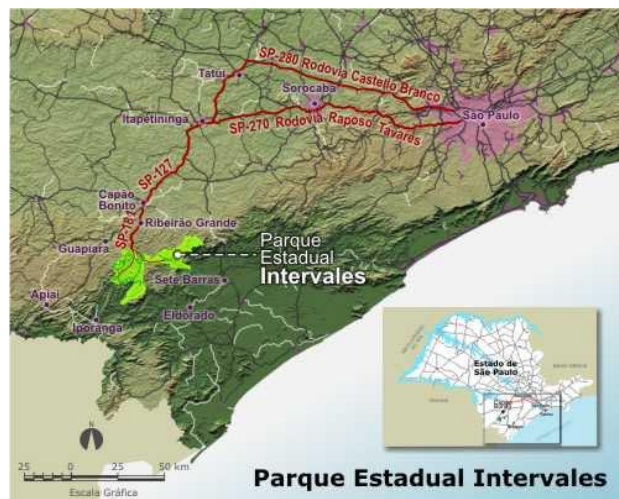 SP-280 Rodovia Castello Branco
Tatuí
Sorocaba
São Paulo
Itapetininga
SP-270 Rodovia Raposo Tavares
SP-127
Capão
Bonito
Ribeirão Grande
SP-181
Guapiara
Parque
Estadual
Intervales
Sete Barras
Apiaí
Eldorado
Iporanga
Estado de
São Paulo
N
25 0 25 50 km
Escala Gráfica
Parque Estadual Intervales